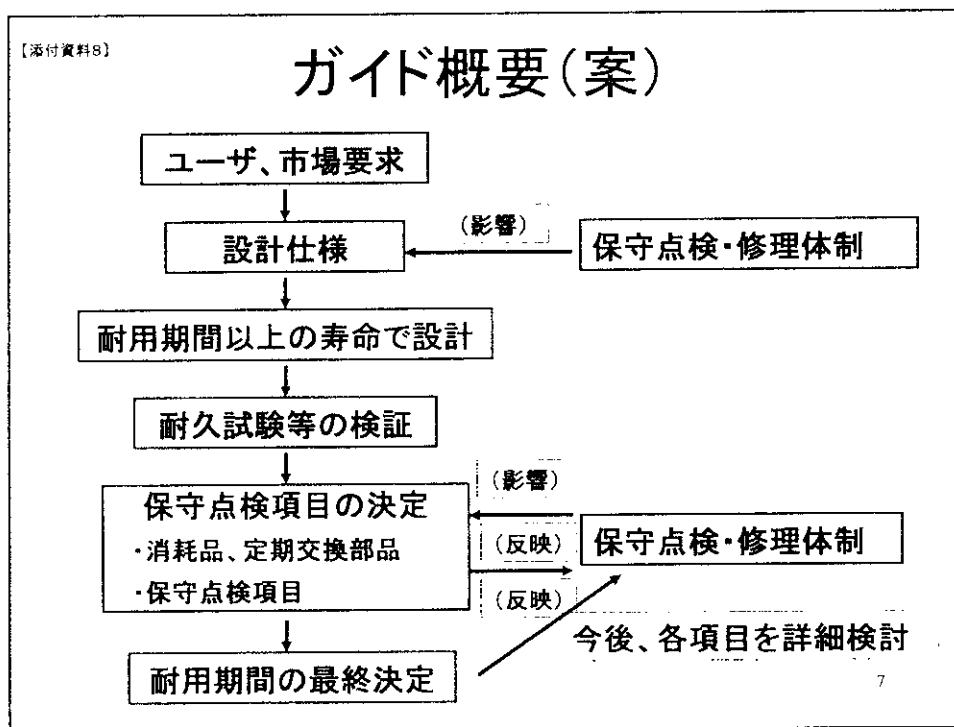 【添付資料8】
ガイド概要(案)
ユーザ、市場要求
(影響)
設計仕様
保守点検・修理体制
耐用期間以上の寿命で設計
耐久試験等の検証
(影響)
保守点検項目の決定
・消耗品、定期交換部品
・保守点検項目
(反映)
保守点検・修理体制
(反映)
今後、各項目を詳細検討
耐用期間の最終決定
7